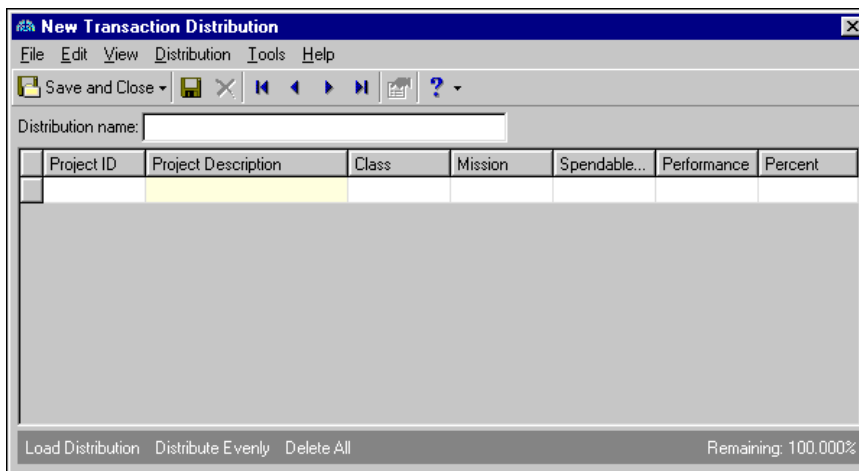 New Transaction Distribution
File Edit View Distribution Tools Help
Save and Close ?
Distribution name:
Project ID Project Description Class Mission Spendable... Performance Percent
Load Distribution Distribute Evenly Delete All Remaining: 100.000%